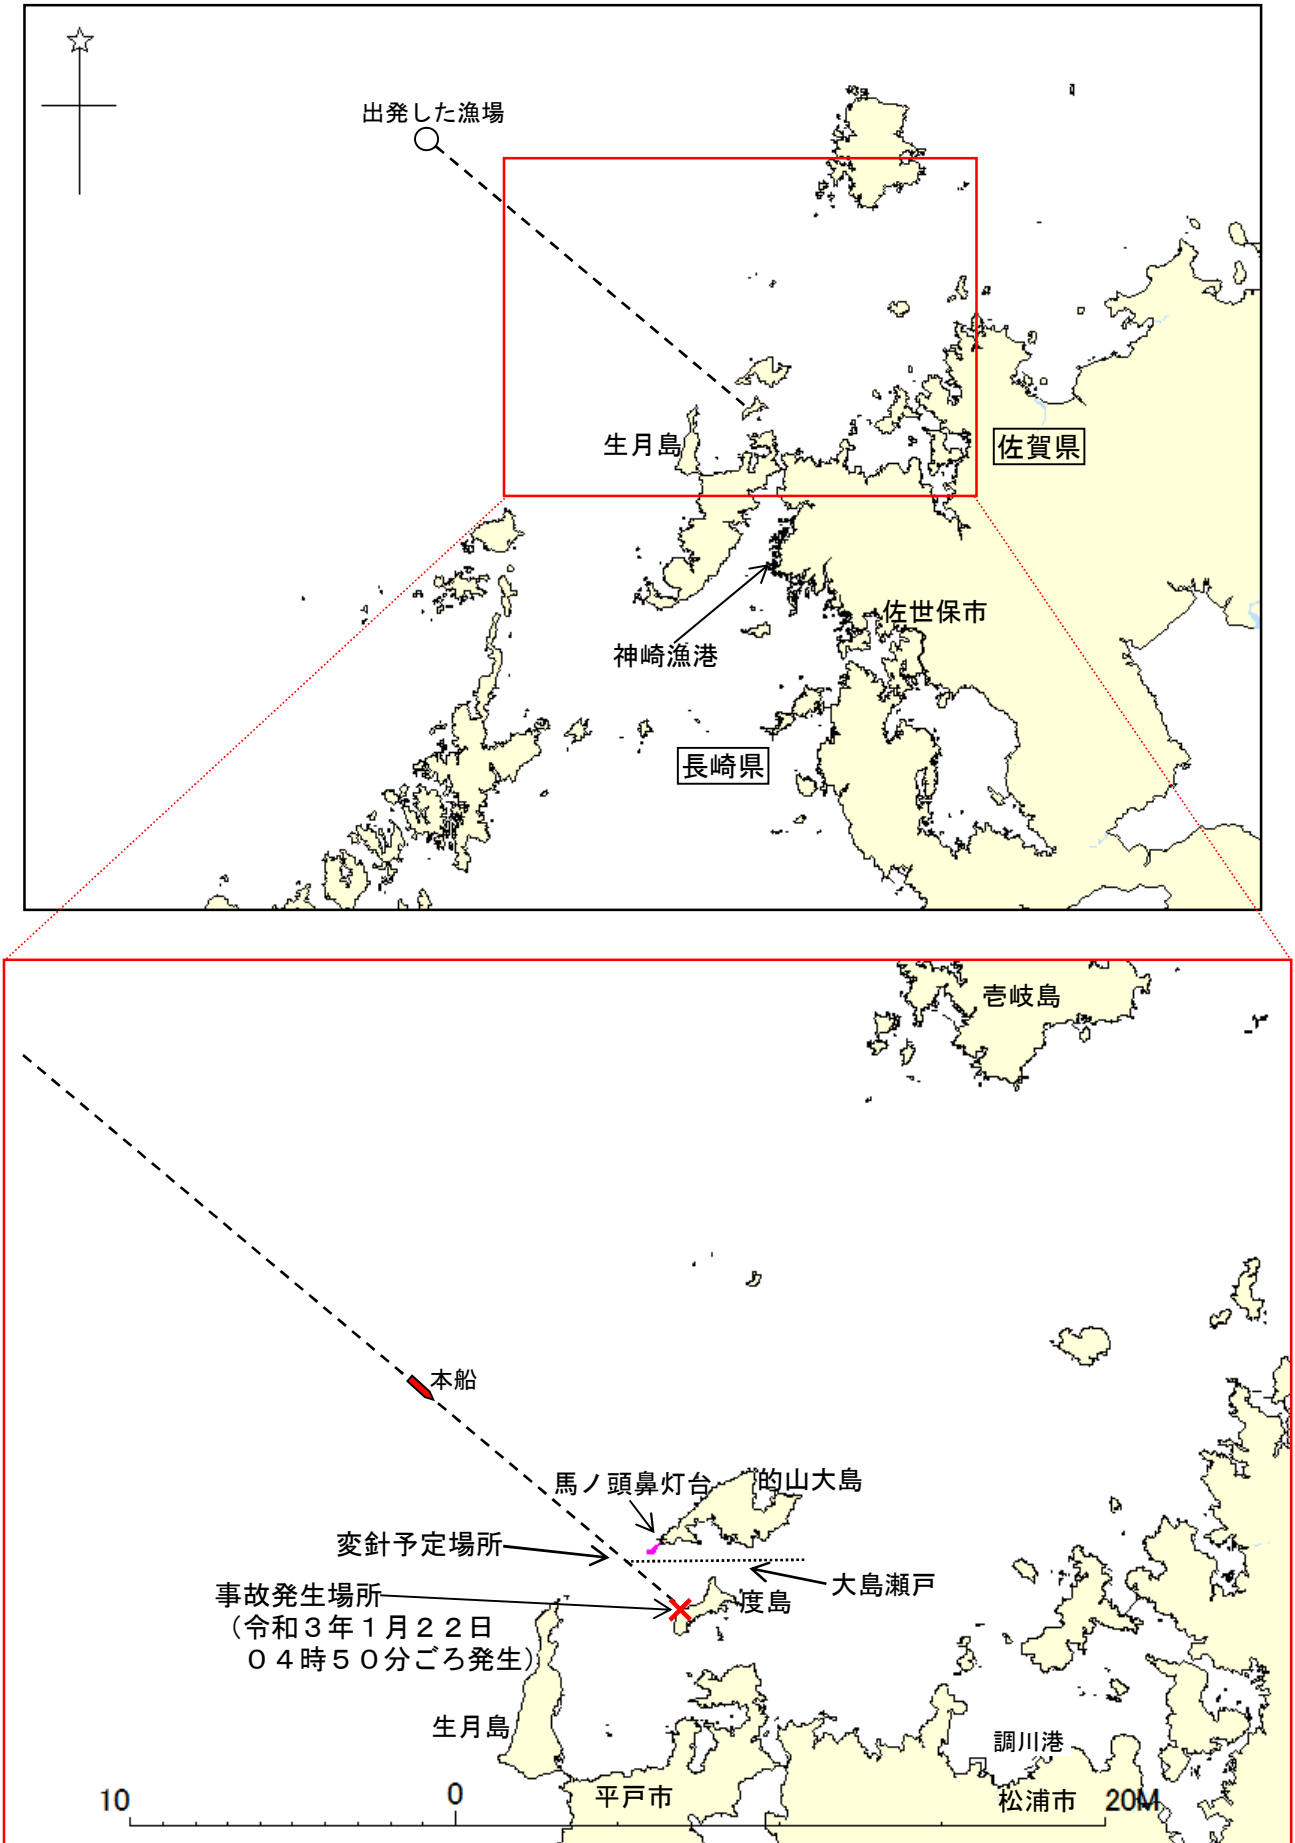 出発した漁場
生月島
佐賀県
佐世保市
神崎漁港
長崎県
壱岐島
本船
馬ノ頭鼻灯台
的山大島
変針予定場所
大島瀬戸
事故発生場所
（令和３年１月２２日
０４時５０分ごろ発生）
度島
生月島
調川港
10
0
平戸市
松浦市
20M